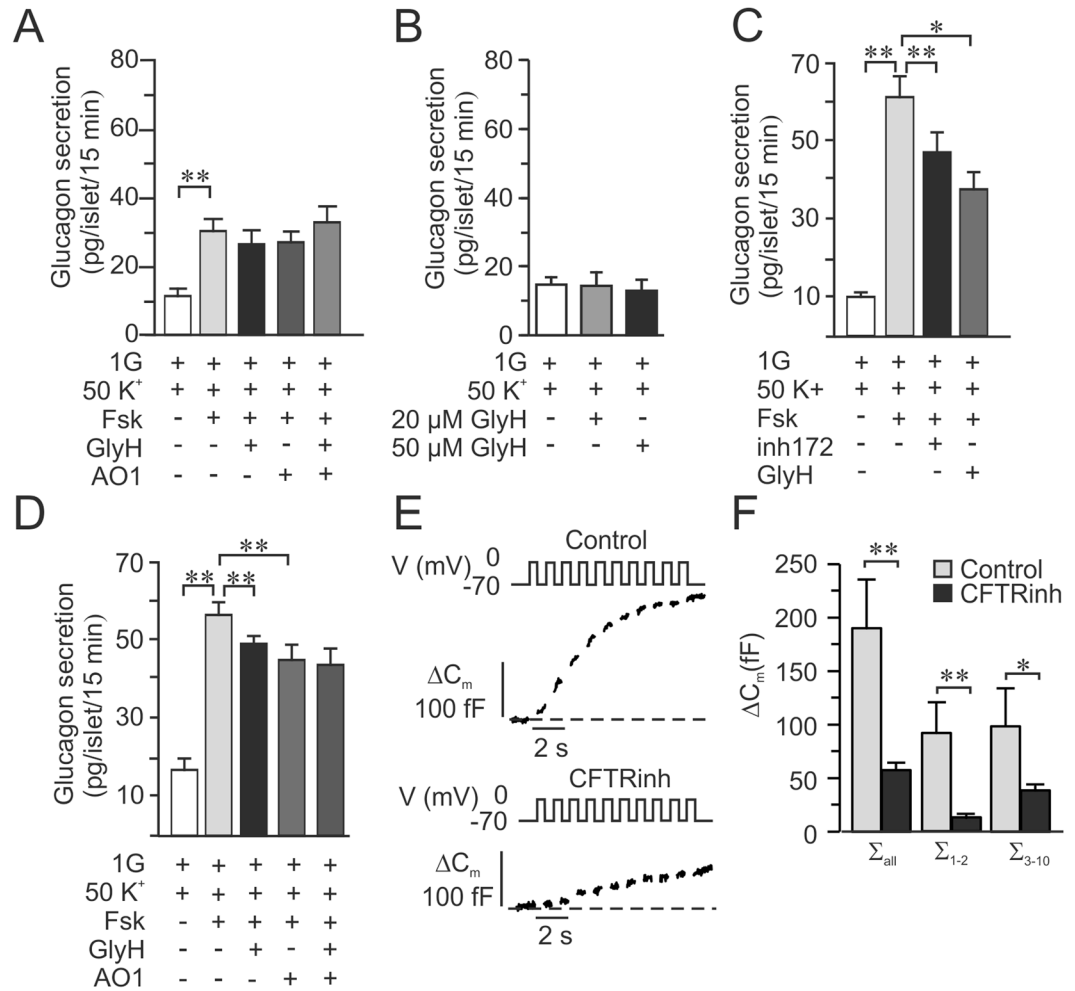 A
Glucagon secretion
(pg/islet/15 min)
80
60
40
20
0
**
1G + + + + +
50 K⁺ + + + + +
Fsk - + + + +
GlyH - - + - +
AO1 - - - + +
B
Glucagon secretion
(pg/islet/15 min)
80
60
40
20
0
1G + + +
50 K⁺ + + +
20 µM GlyH - + -
50 µM GlyH - - +
C
Glucagon secretion
(pg/islet/15 min)
70
50
30
10
*
** **
1G + + + +
50 K+ + + + +
Fsk - + + +
inh172 - - + -
GlyH - - - +
D
Glucagon secretion
(pg/islet/15 min)
70
50
30
10
**
** **
1G + + + + +
50 K⁺ + + + + +
Fsk - + + + +
GlyH - - + - +
AO1 - - - + +
E
Control
V (mV) 0
-70
ΔCm
100 fF
2 s
CFTRinh
V (mV) 0
-70
ΔCm
100 fF
2 s
F
ΔCm(fF)
250
200
150
100
50
0
Control
CFTRinh
**
**
*
Σall Σ1-2 Σ3-10